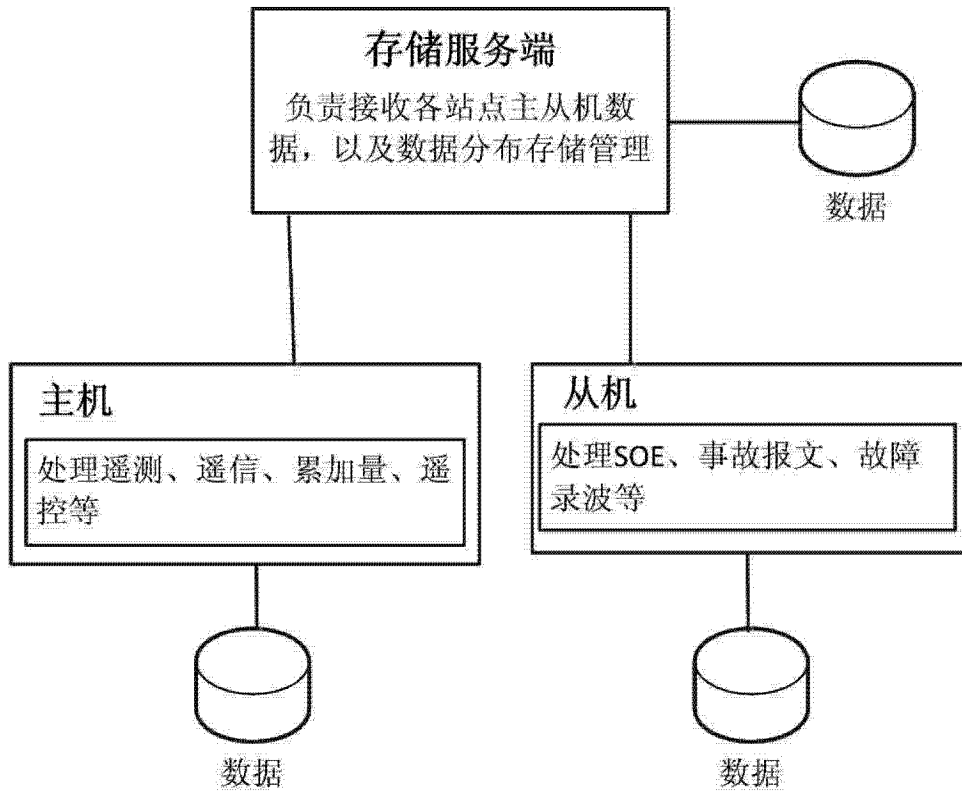 存储服务端
负责接收各站点主从机数
据，以及数据分布存储管理
数据
主机
处理遥测、遥信、累加量、遥
控等
从机
处理SOE、事故报文、故障
录波等
数据
数据